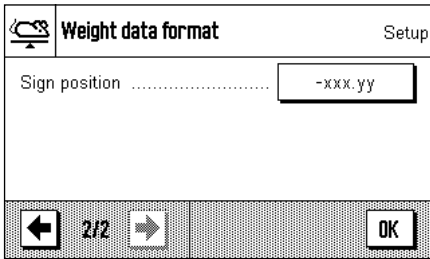 Weight data format Setup
Sign position .......................... -xxx.yy
2/2 OK